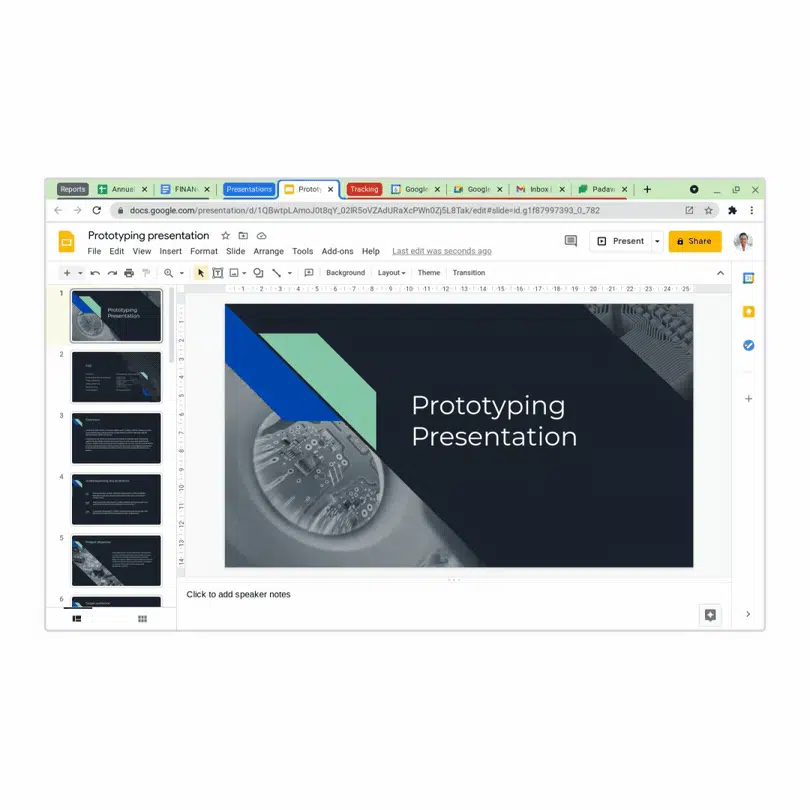 Reports Annual FINAN Presentations Protot Tracking Google Google Inbox ( Padaw
docs.google.com/presentation/d/1QBwtpLAmoJ0t8qY_02IR5oVZAdURaXcPWn0Zj5L8Tak/edit#slide=id.g1f87997393_0_782
Prototyping presentation
File Edit View Insert Format Slide Arrange Tools Add-ons Help Last edit was seconds ago
Present Share
Background Layout Theme Transition
1 2 3 4 5 6 7 8 9 10 11 12 13 14 15 16 17 18 19 20 21 22 23 24 25
1
Prototyping
Presentation
2
3
4
5
Project objective
6
Prototyping
Presentation
Click to add speaker notes